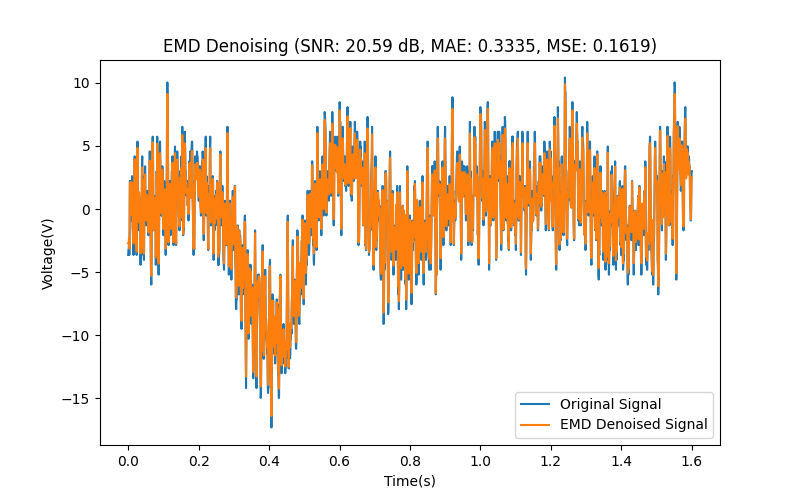 EMD Denoising (SNR: 20.59 dB, MAE: 0.3335, MSE: 0.1619)
10
5
0
−5
−10
−15
Voltage(V)
Original Signal
EMD Denoised Signal
0.0 0.2 0.4 0.6 0.8 1.0 1.2 1.4 1.6
Time(s)